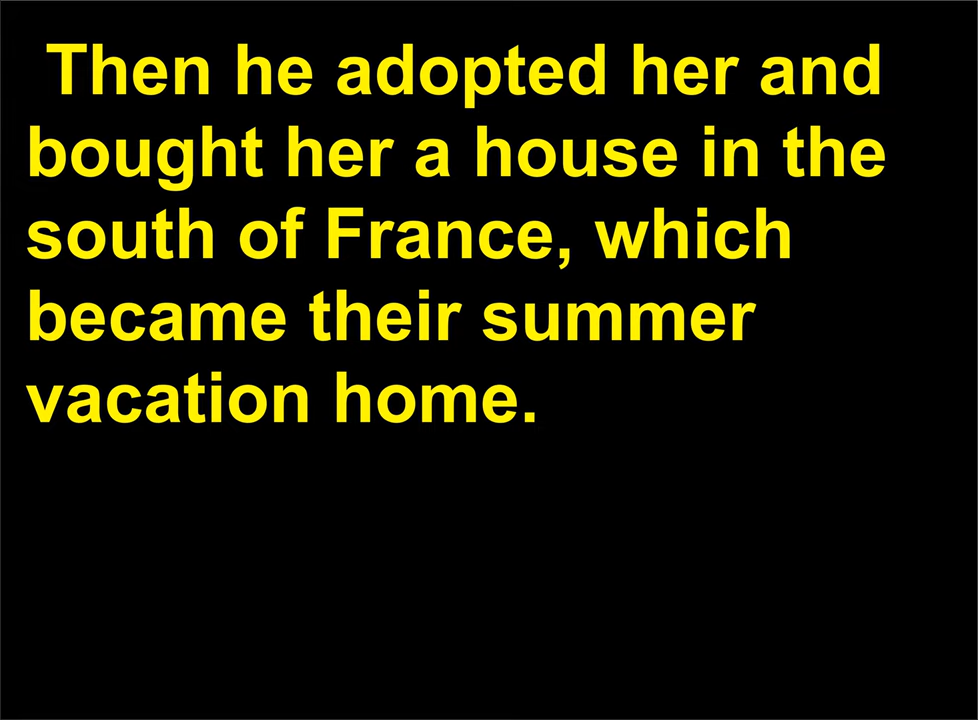 Then he adopted her and
bought her a house in the
south of France, which
became their summer
vacation home.